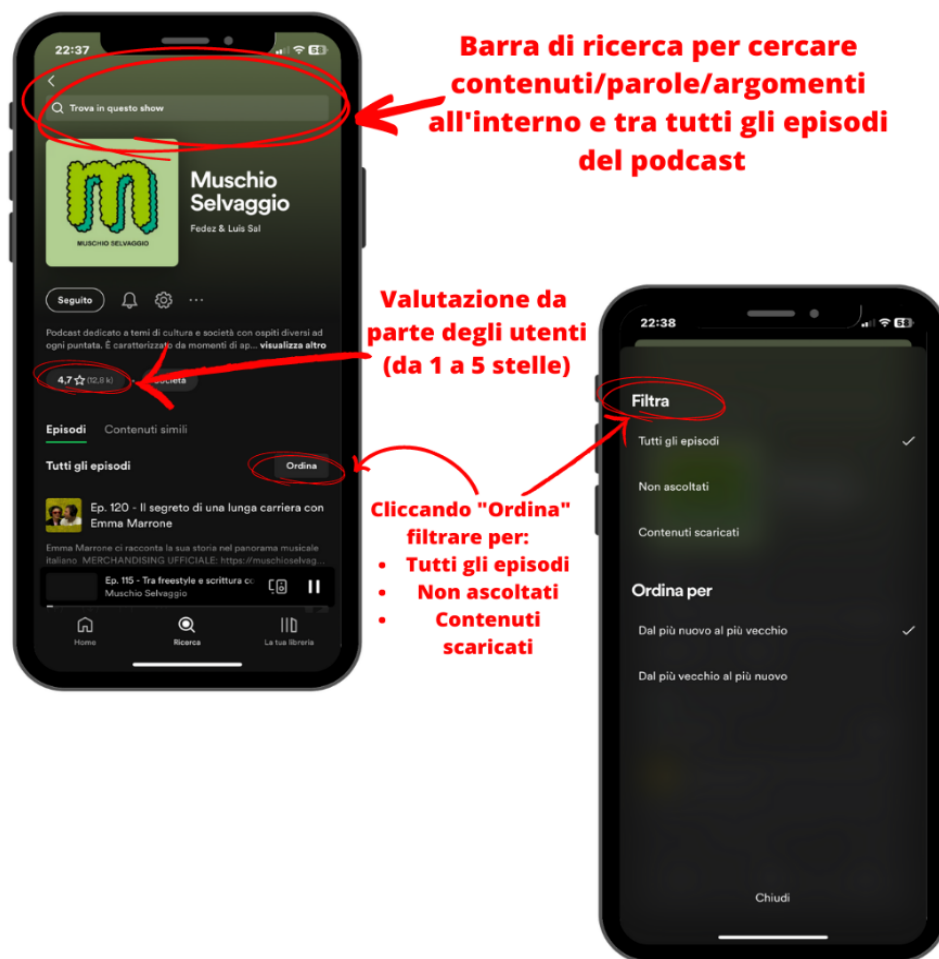 22:37
Trova in questo show
MUSCHIO SELVAGGIO
Muschio
Selvaggio
Fedez & Luis Sal
Seguito
Podcast dedicato a temi di cultura e società con ospiti diversi ad
ogni puntata. È caratterizzato da momenti di ap... visualizza altro
4,7 (12,8 k)
Società
Episodi Contenuti simili
Tutti gli episodi
Ordina
Ep. 120 - Il segreto di una lunga carriera con
Emma Marrone
Emma Marrone ci racconta la sua storia nel panorama musicale
italiano MERCHANDISING UFFICIALE: https://muschioselvag...
Ep. 115 - Tra freestyle e scrittura co
Muschio Selvaggio
Home
Ricerca
La tua libreria
Barra di ricerca per cercare
contenuti/parole/argomenti
all'interno e tra tutti gli episodi
del podcast
Valutazione da
parte degli utenti
(da 1 a 5 stelle)
Cliccando "Ordina"
filtrare per:
• Tutti gli episodi
• Non ascoltati
• Contenuti
scaricati
22:38
Filtra
Tutti gli episodi
Non ascoltati
Contenuti scaricati
Ordina per
Dal più nuovo al più vecchio
Dal più vecchio al più nuovo
Chiudi